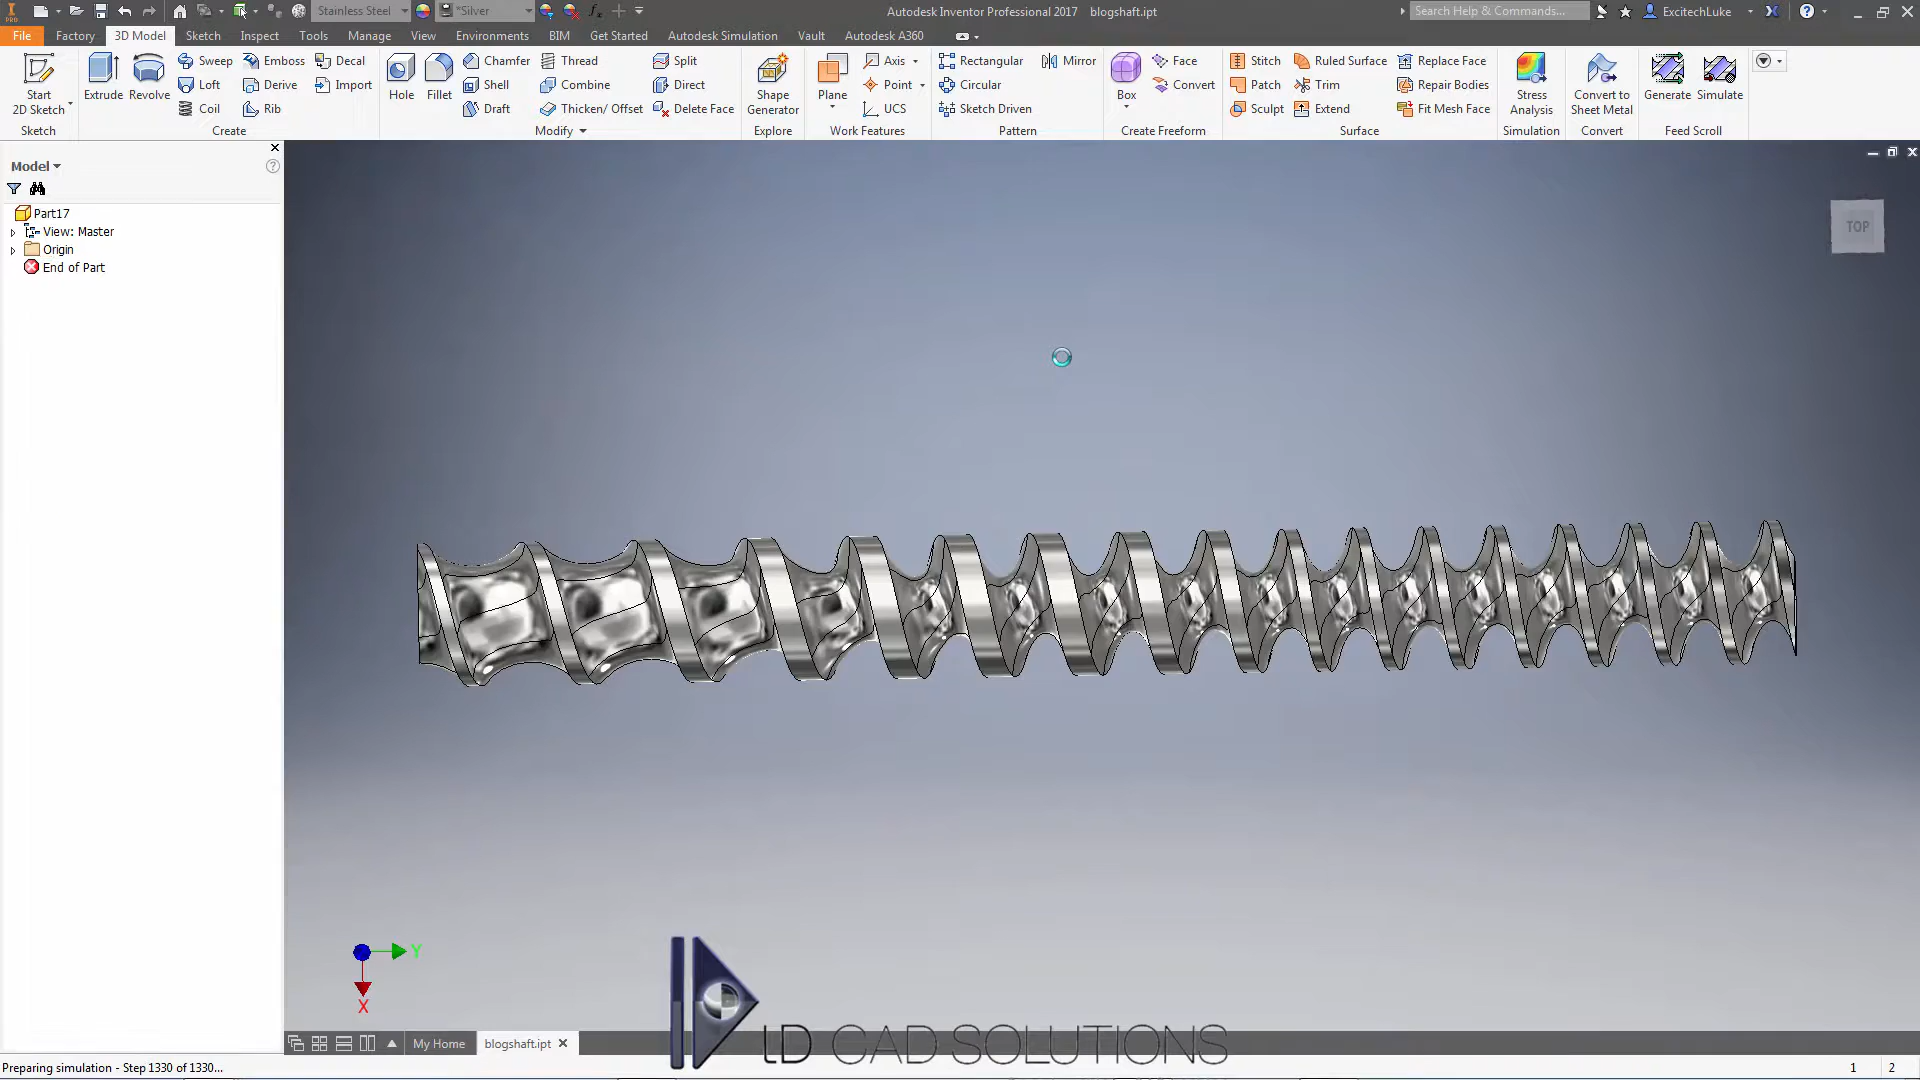 I PRO Stainless Steel *Silver Autodesk Inventor Professional 2017 blogshaft.ipt Search Help & Commands... ExcitechLuke
File Factory 3D Model Sketch Inspect Tools Manage View Environments BIM Get Started Autodesk Simulation Vault Autodesk A360
Start
2D Sketch
Sketch
Extrude
Revolve
Sweep Emboss Decal
Loft Derive Import
Coil Rib
Create
Hole
Fillet
Chamfer Thread Split
Shell Combine Direct
Draft Thicken/ Offset Delete Face
Modify
Shape
Generator
Explore
Plane
Axis
Point
UCS
Work Features
Rectangular Mirror
Circular
Sketch Driven
Pattern
Box
Face
Convert
Create Freeform
Stitch Ruled Surface Replace Face
Patch Trim Repair Bodies
Sculpt Extend Fit Mesh Face
Surface
Stress
Analysis
Simulation
Convert to
Sheet Metal
Convert
Generate
Simulate
Feed Scroll
Model
Part17
View: Master
Origin
End of Part
TOP
Y
X
LD CAD SOLUTIONS
My Home blogshaft.ipt
Preparing simulation - Step 1330 of 1330... 1 2